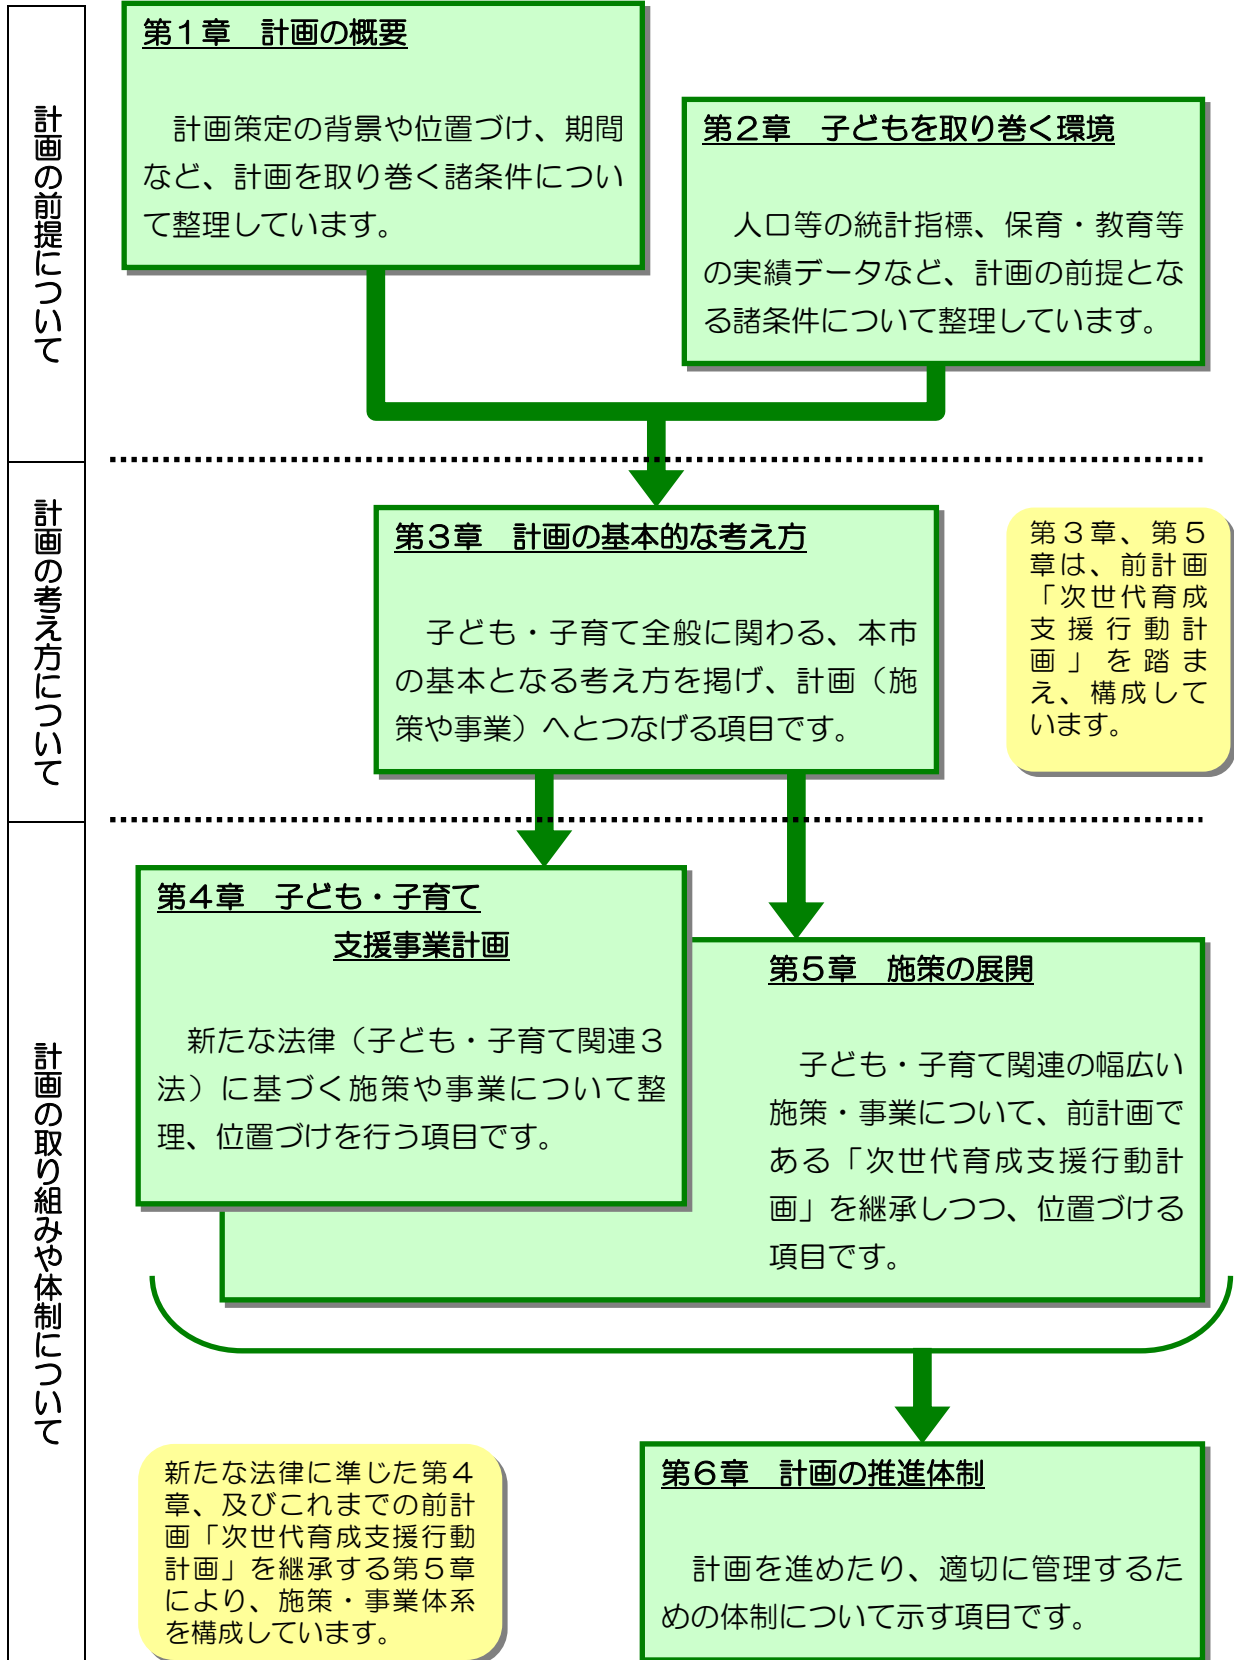 計画の前提について
第１章　計画の概要
計画策定の背景や位置づけ、期間
など、計画を取り巻く諸条件につい
て整理しています。
第２章　子どもを取り巻く環境
人口等の統計指標、保育・教育等
の実績データなど、計画の前提とな
る諸条件について整理しています。
計画の考え方について
第３章　計画の基本的な考え方
子ども・子育て全般に関わる、本市
の基本となる考え方を掲げ、計画（施
策や事業）へとつなげる項目です。
第３章、第５
章は、前計画
「次世代育成
支援行動計
画」を踏ま
え、構成して
います。
計画の取り組みや体制について
第４章　子ども・子育て
支援事業計画
新たな法律（子ども・子育て関連３
法）に基づく施策や事業について整
理、位置づけを行う項目です。
第５章　施策の展開
子ども・子育て関連の幅広い
施策・事業について、前計画で
ある「次世代育成支援行動計
画」を継承しつつ、位置づける
項目です。
新たな法律に準じた第４
章、及びこれまでの前計
画「次世代育成支援行動
計画」を継承する第５章
により、施策・事業体系
を構成しています。
第６章　計画の推進体制
計画を進めたり、適切に管理するた
めの体制について示す項目です。